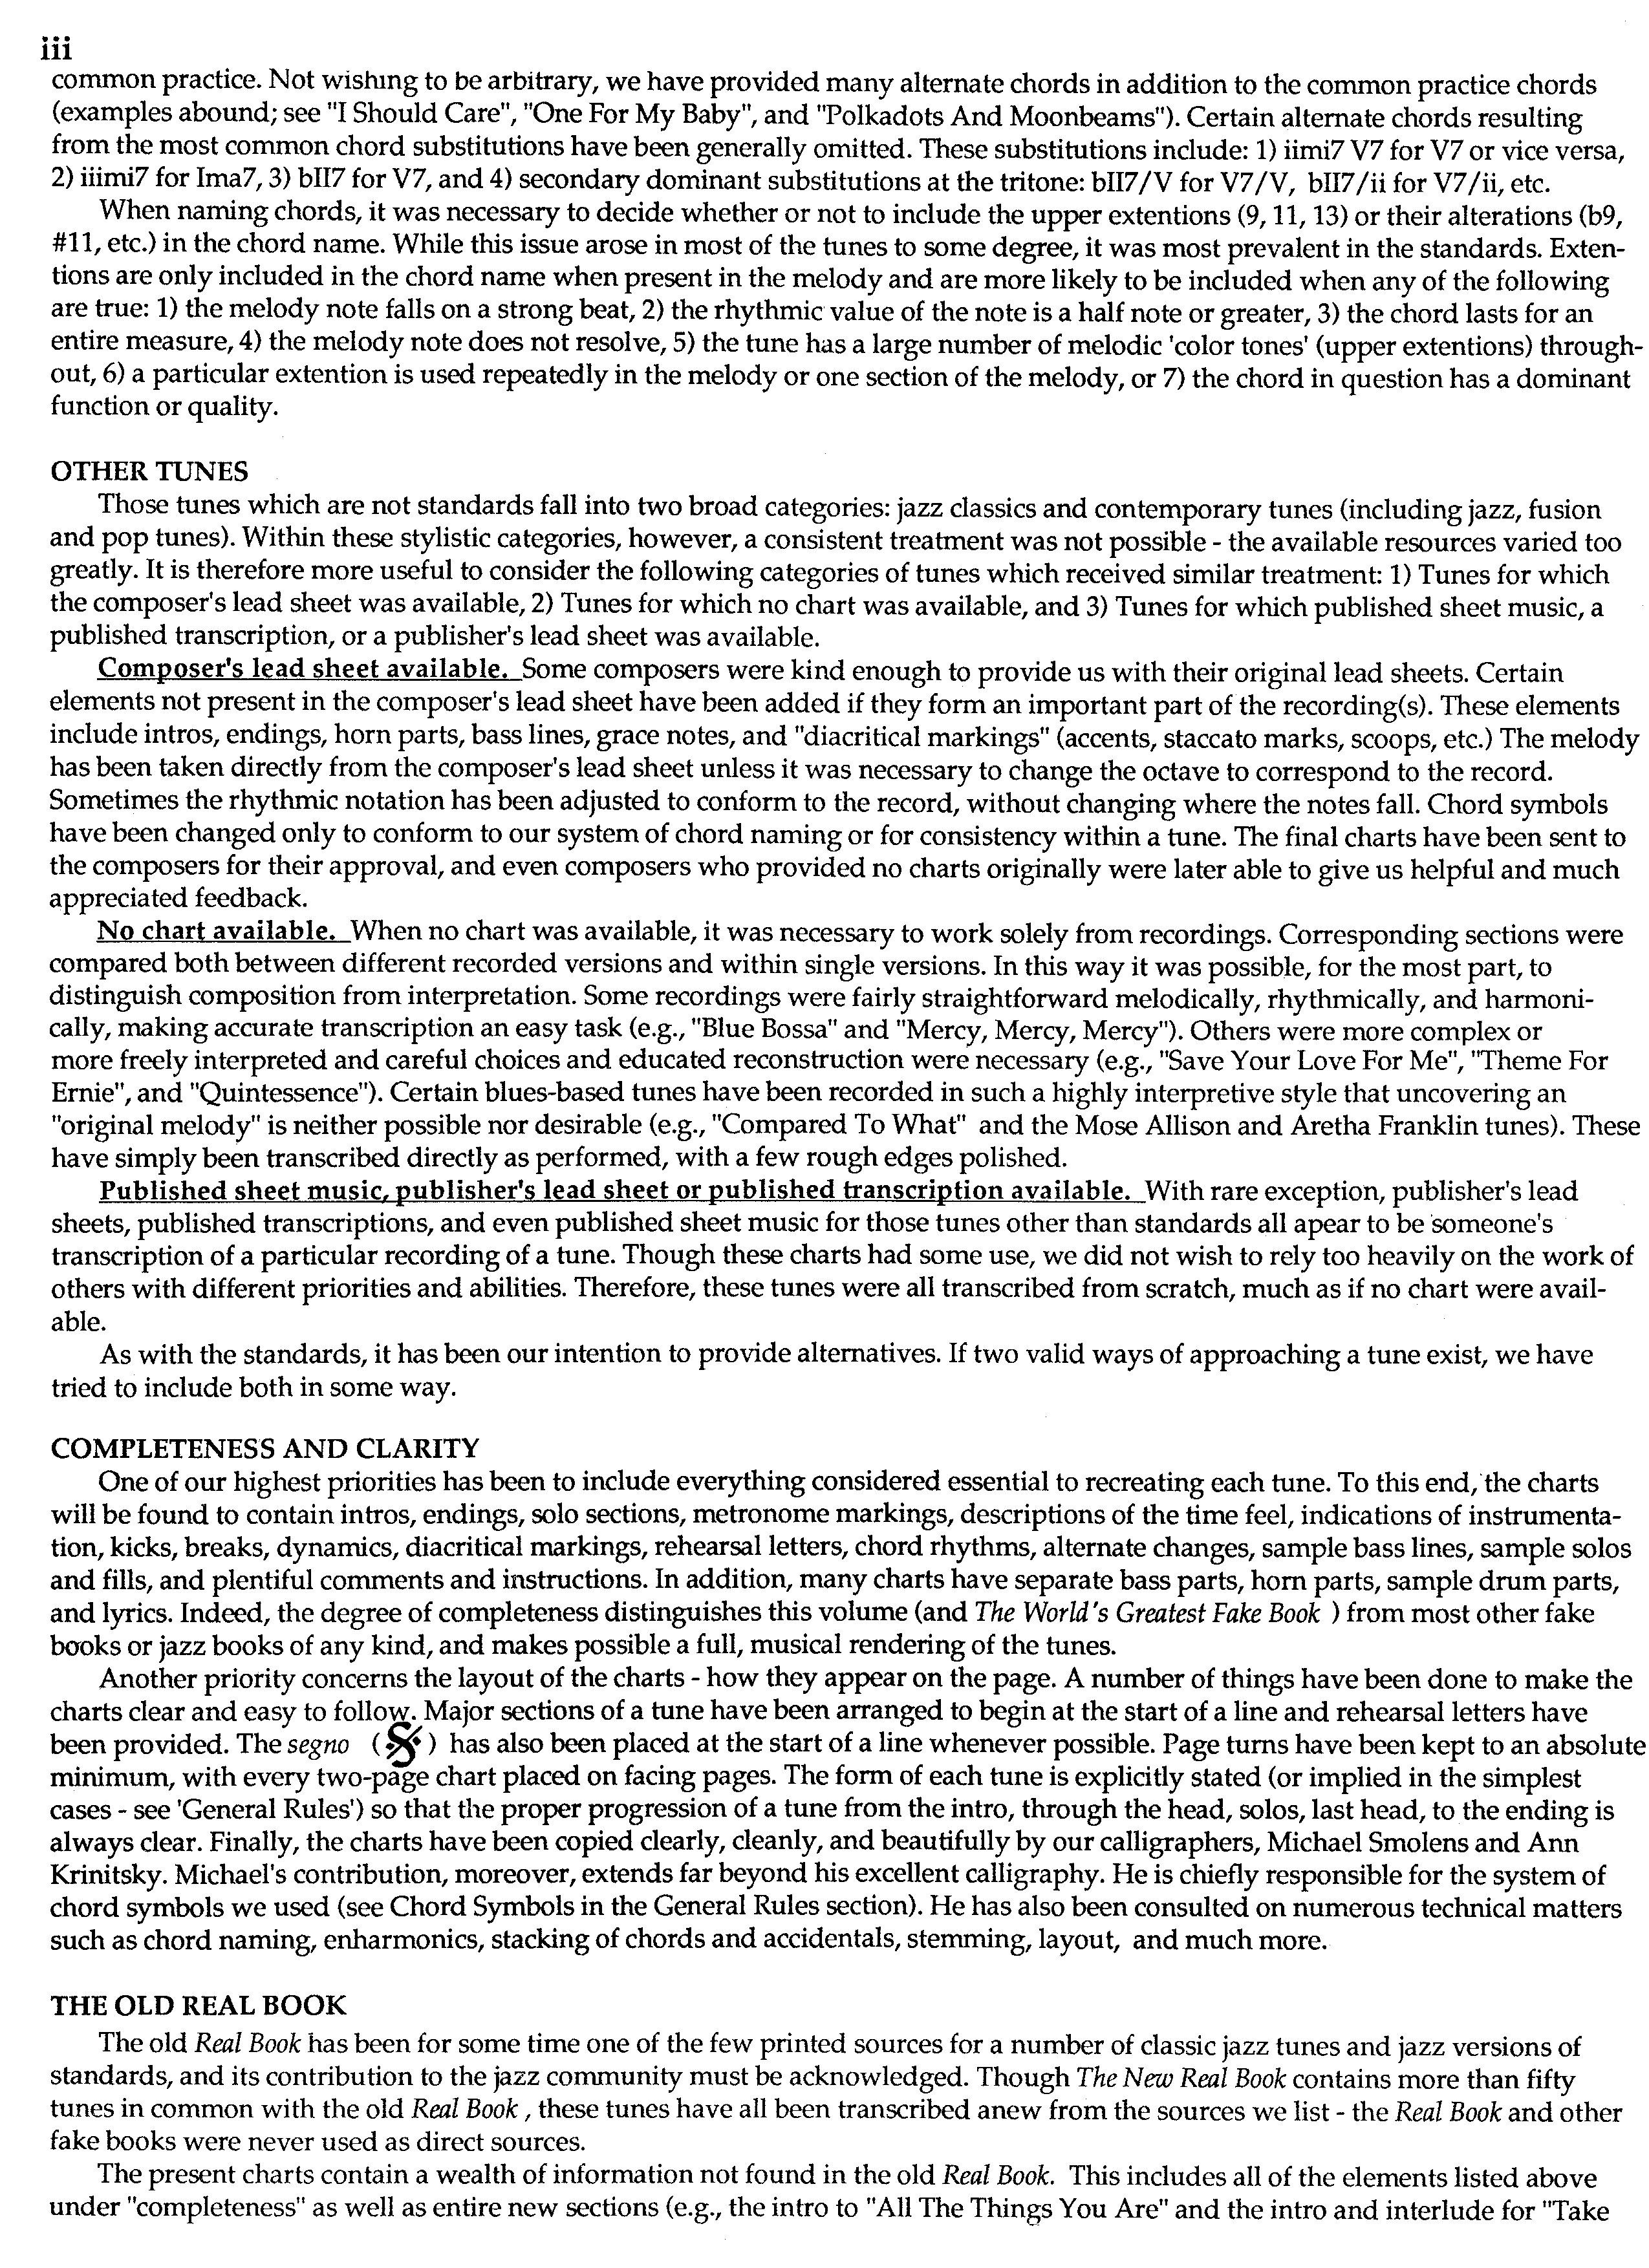 iii
common practice. Not wishing to be arbitrary, we have provided many alternate chords in addition to the common practice chords
(examples abound; see "I Should Care", "One For My Baby", and "Polkadots And Moonbeams"). Certain alternate chords resulting
from the most common chord substitutions have been generally omitted. These substitutions include: 1) iimi7 V7 for V7 or vice versa,
2) iiimi7 for Ima7, 3) bII7 for V7, and 4) secondary dominant substitutions at the tritone: bII7/V for V7/V, bII7/ii for V7/ii, etc.
When naming chords, it was necessary to decide whether or not to include the upper extentions (9, 11, 13) or their alterations (b9,
#11, etc.) in the chord name. While this issue arose in most of the tunes to some degree, it was most prevalent in the standards. Exten-
tions are only included in the chord name when present in the melody and are more likely to be included when any of the following
are true: 1) the melody note falls on a strong beat, 2) the rhythmic value of the note is a half note or greater, 3) the chord lasts for an
entire measure, 4) the melody note does not resolve, 5) the tune has a large number of melodic 'color tones' (upper extentions) through-
out, 6) a particular extention is used repeatedly in the melody or one section of the melody, or 7) the chord in question has a dominant
function or quality.
OTHER TUNES
Those tunes which are not standards fall into two broad categories: jazz classics and contemporary tunes (including jazz, fusion
and pop tunes). Within these stylistic categories, however, a consistent treatment was not possible - the available resources varied too
greatly. It is therefore more useful to consider the following categories of tunes which received similar treatment: 1) Tunes for which
the composer's lead sheet was available, 2) Tunes for which no chart was available, and 3) Tunes for which published sheet music, a
published transcription, or a publisher's lead sheet was available.
Composer's lead sheet available. Some composers were kind enough to provide us with their original lead sheets. Certain
elements not present in the composer's lead sheet have been added if they form an important part of the recording(s). These elements
include intros, endings, horn parts, bass lines, grace notes, and "diacritical markings" (accents, staccato marks, scoops, etc.) The melody
has been taken directly from the composer's lead sheet unless it was necessary to change the octave to correspond to the record.
Sometimes the rhythmic notation has been adjusted to conform to the record, without changing where the notes fall. Chord symbols
have been changed only to conform to our system of chord naming or for consistency within a tune. The final charts have been sent to
the composers for their approval, and even composers who provided no charts originally were later able to give us helpful and much
appreciated feedback.
No chart available. When no chart was available, it was necessary to work solely from recordings. Corresponding sections were
compared both between different recorded versions and within single versions. In this way it was possible, for the most part, to
distinguish composition from interpretation. Some recordings were fairly straightforward melodically, rhythmically, and harmoni-
cally, making accurate transcription an easy task (e.g., "Blue Bossa" and "Mercy, Mercy, Mercy"). Others were more complex or
more freely interpreted and careful choices and educated reconstruction were necessary (e.g., "Save Your Love For Me", "Theme For
Ernie", and "Quintessence"). Certain blues-based tunes have been recorded in such a highly interpretive style that uncovering an
"original melody" is neither possible nor desirable (e.g., "Compared To What" and the Mose Allison and Aretha Franklin tunes). These
have simply been transcribed directly as performed, with a few rough edges polished.
Published sheet music, publisher's lead sheet or published transcription available. With rare exception, publisher's lead
sheets, published transcriptions, and even published sheet music for those tunes other than standards all apear to be someone's
transcription of a particular recording of a tune. Though these charts had some use, we did not wish to rely too heavily on the work of
others with different priorities and abilities. Therefore, these tunes were all transcribed from scratch, much as if no chart were avail-
able.
As with the standards, it has been our intention to provide alternatives. If two valid ways of approaching a tune exist, we have
tried to include both in some way.
COMPLETENESS AND CLARITY
One of our highest priorities has been to include everything considered essential to recreating each tune. To this end, the charts
will be found to contain intros, endings, solo sections, metronome markings, descriptions of the time feel, indications of instrumenta-
tion, kicks, breaks, dynamics, diacritical markings, rehearsal letters, chord rhythms, alternate changes, sample bass lines, sample solos
and fills, and plentiful comments and instructions. In addition, many charts have separate bass parts, horn parts, sample drum parts,
and lyrics. Indeed, the degree of completeness distinguishes this volume (and The World's Greatest Fake Book ) from most other fake
books or jazz books of any kind, and makes possible a full, musical rendering of the tunes.
Another priority concerns the layout of the charts - how they appear on the page. A number of things have been done to make the
charts clear and easy to follow. Major sections of a tune have been arranged to begin at the start of a line and rehearsal letters have
been provided. The segno (𝄋) has also been placed at the start of a line whenever possible. Page turns have been kept to an absolute
minimum, with every two-page chart placed on facing pages. The form of each tune is explicitly stated (or implied in the simplest
cases - see 'General Rules') so that the proper progression of a tune from the intro, through the head, solos, last head, to the ending is
always clear. Finally, the charts have been copied clearly, cleanly, and beautifully by our calligraphers, Michael Smolens and Ann
Krinitsky. Michael's contribution, moreover, extends far beyond his excellent calligraphy. He is chiefly responsible for the system of
chord symbols we used (see Chord Symbols in the General Rules section). He has also been consulted on numerous technical matters
such as chord naming, enharmonics, stacking of chords and accidentals, stemming, layout, and much more.
THE OLD REAL BOOK
The old Real Book has been for some time one of the few printed sources for a number of classic jazz tunes and jazz versions of
standards, and its contribution to the jazz community must be acknowledged. Though The New Real Book contains more than fifty
tunes in common with the old Real Book , these tunes have all been transcribed anew from the sources we list - the Real Book and other
fake books were never used as direct sources.
The present charts contain a wealth of information not found in the old Real Book. This includes all of the elements listed above
under "completeness" as well as entire new sections (e.g., the intro to "All The Things You Are" and the intro and interlude for "Take